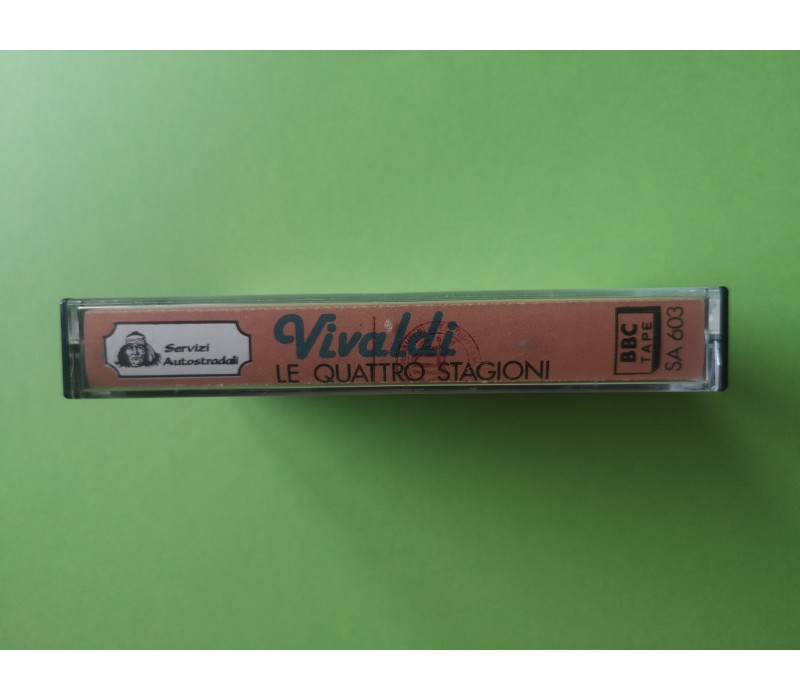 Servizi
Autostradali
Vivaldi
LE QUATTRO STAGIONI
BBC
TAPE
SA 603